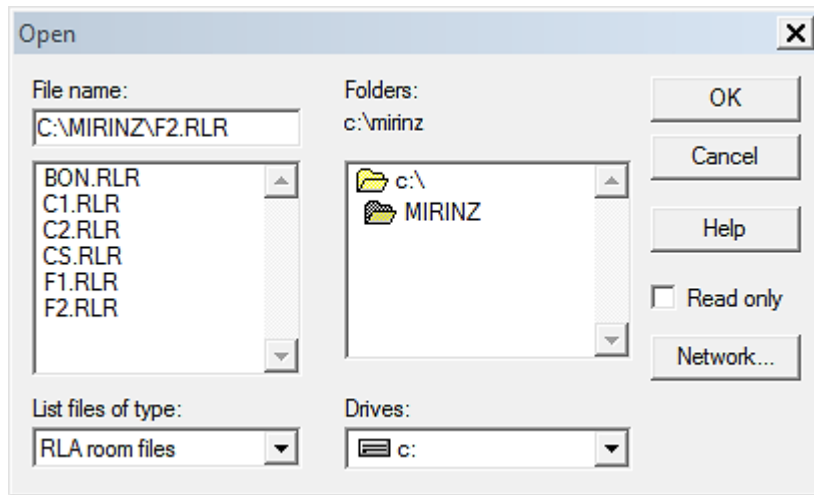 Open
File name:
C:\MIRINZ\F2.RLR
BON.RLR
C1.RLR
C2.RLR
CS.RLR
F1.RLR
F2.RLR
List files of type:
RLA room files
Folders:
c:\mirinz
c:\
MIRINZ
Drives:
c:
OK
Cancel
Help
Read only
Network...